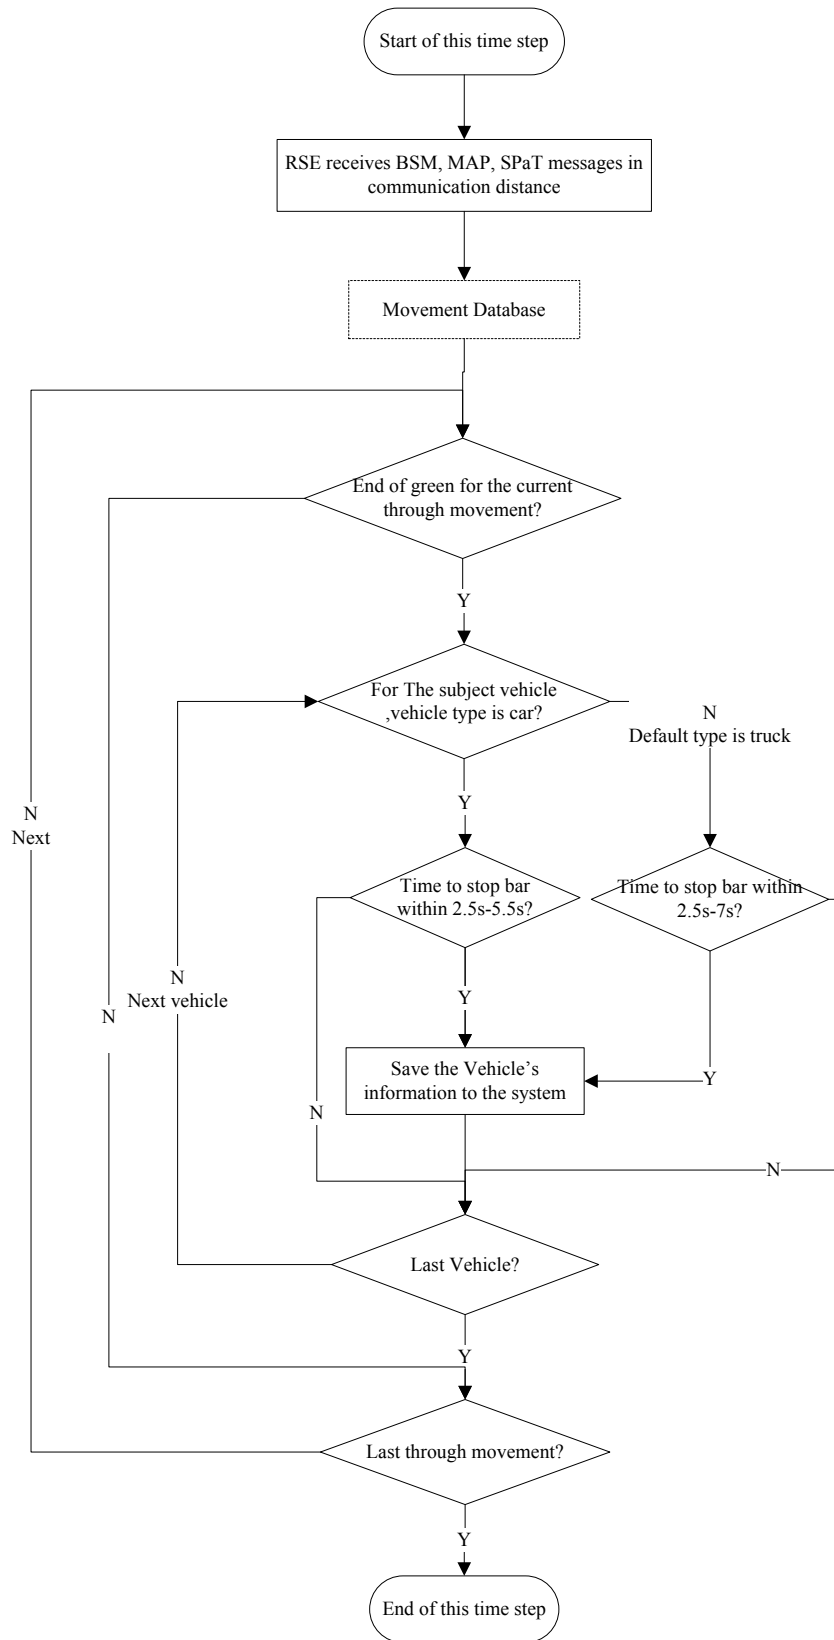 Start of this time step
RSE receives BSM, MAP, SPaT messages in
communication distance
Movement Database
End of green for the current
through movement?
Y
For The subject vehicle
,vehicle type is car?
N
Default type is truck
Y
N
Next
Time to stop bar
within 2.5s-5.5s?
Time to stop bar within
2.5s-7s?
N
Next vehicle
Y
N
Save the Vehicle’s
information to the system
Y
N
N
Last Vehicle?
Y
Last through movement?
Y
End of this time step